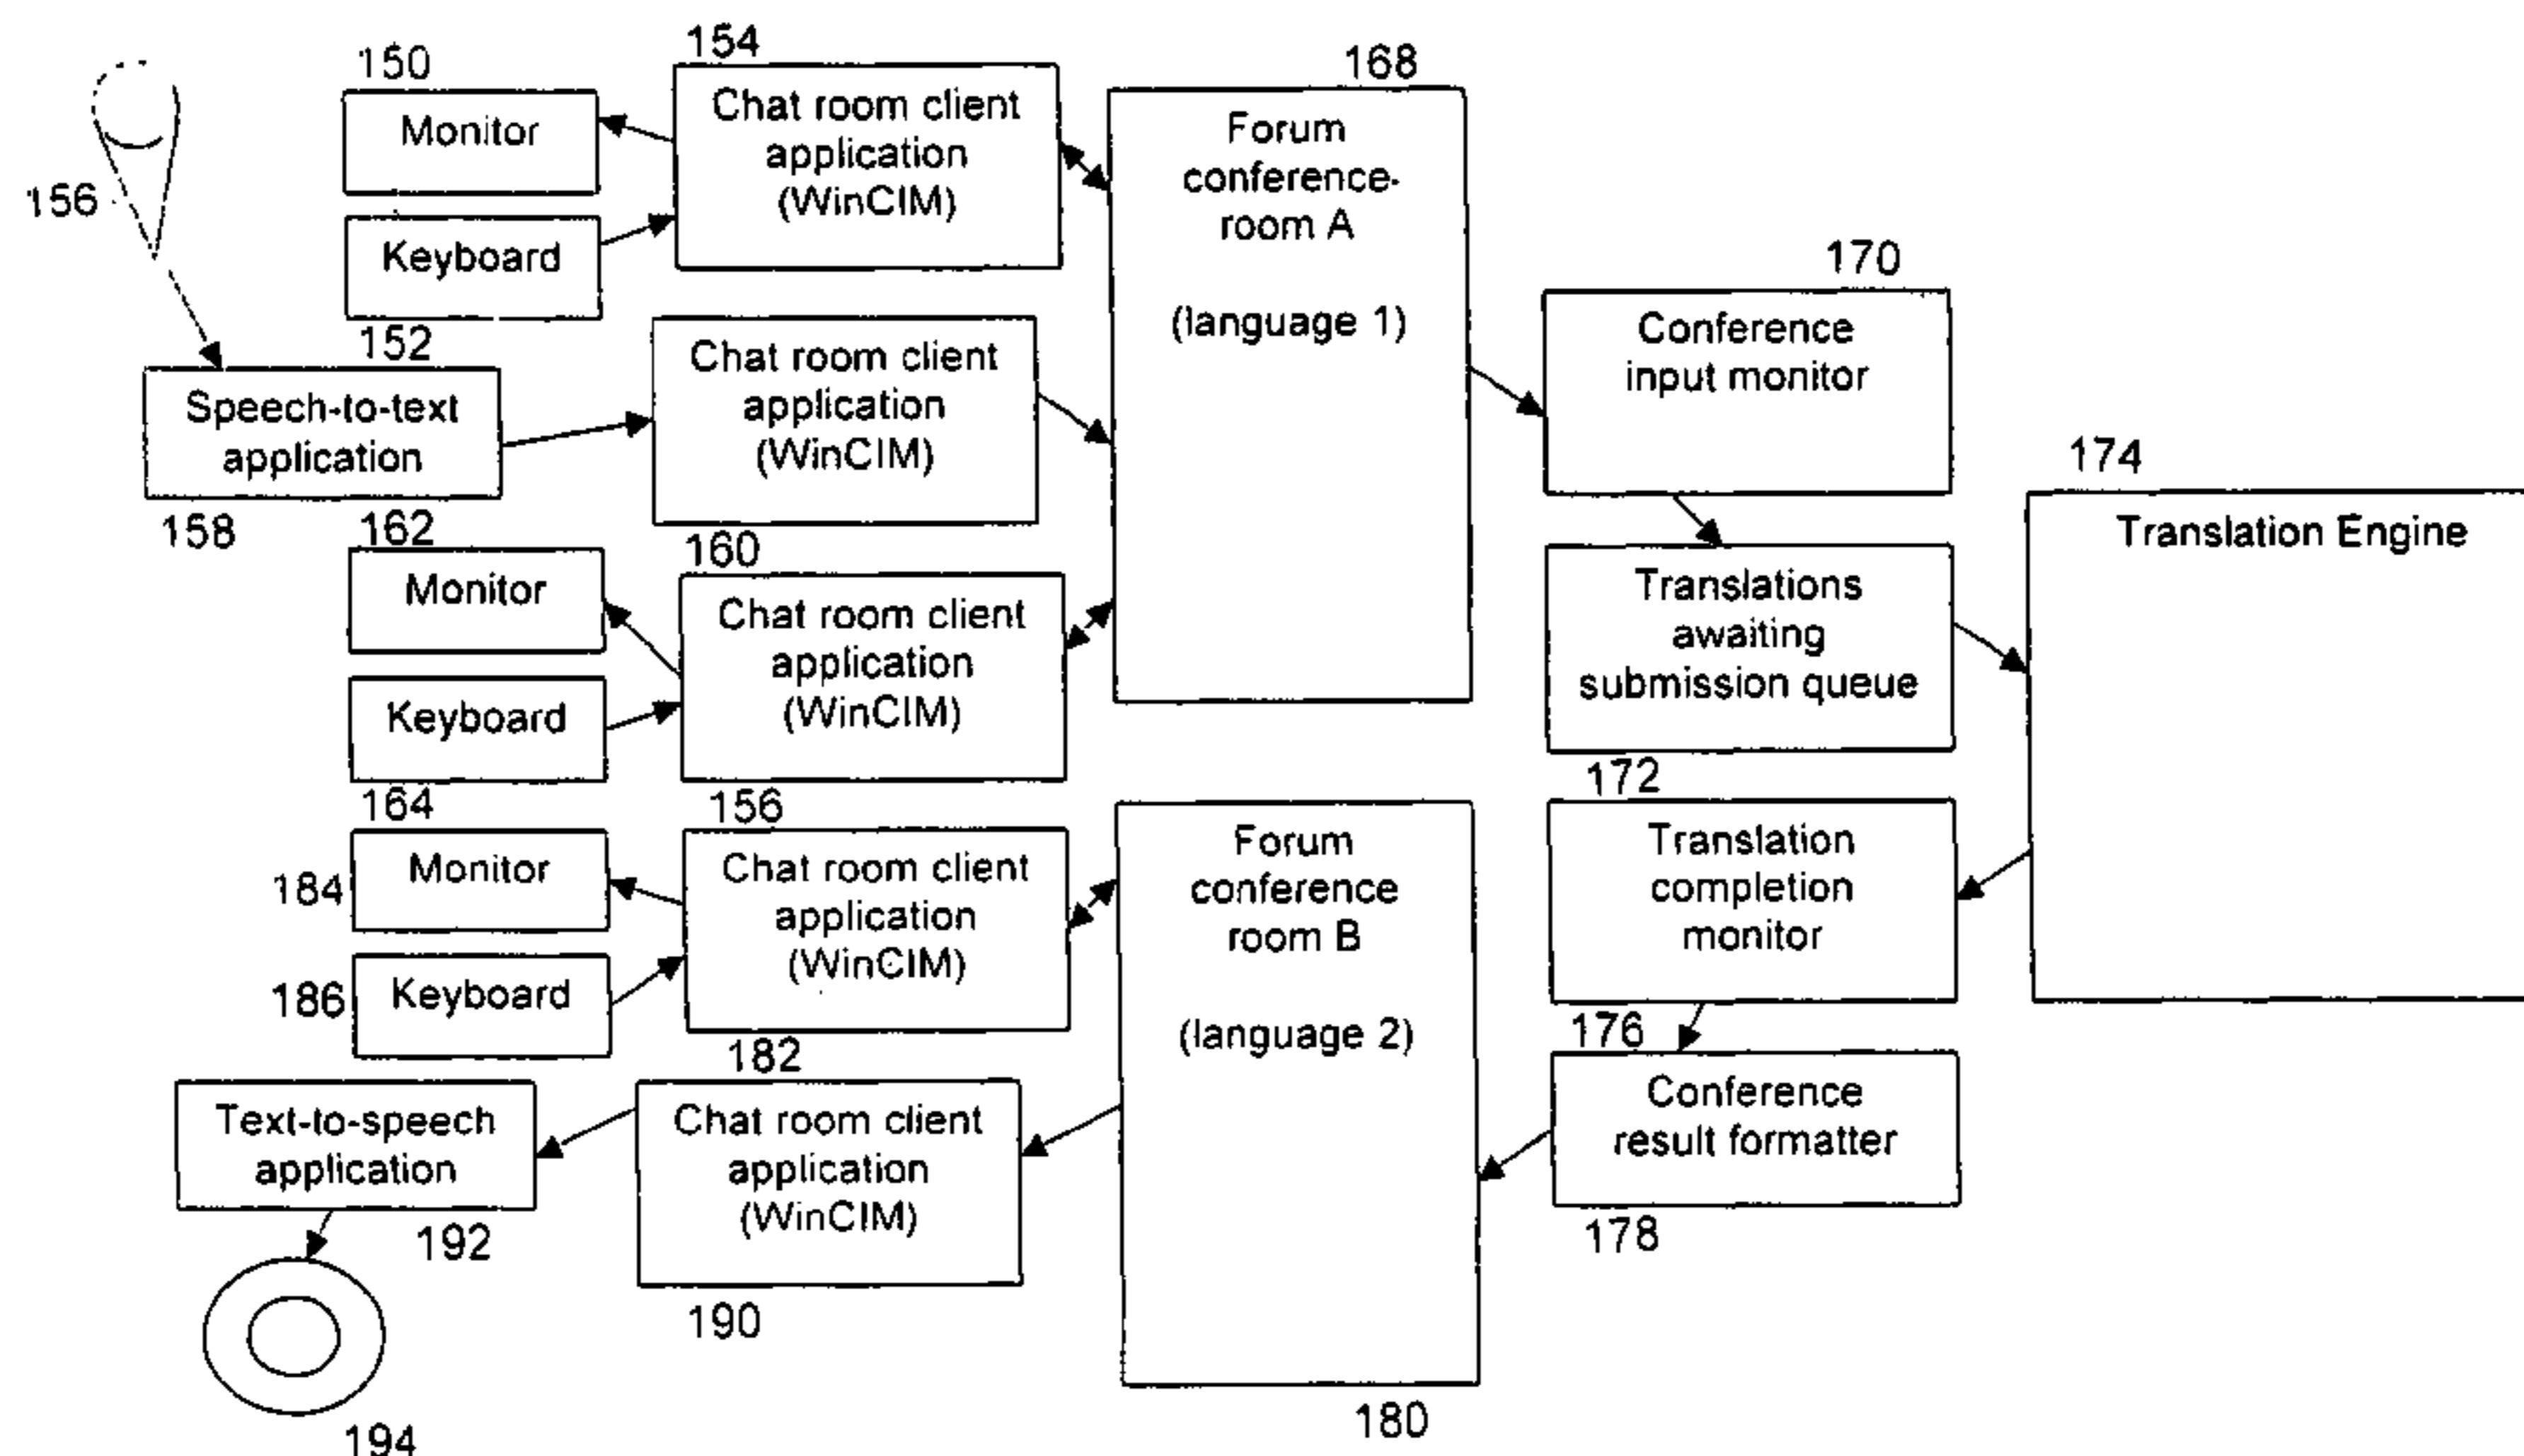 154
150
168
Monitor
Chat room client
application
(WinCIM)
Forum
conference-
room A
(language 1)
156
Keyboard
152
170
Conference
input monitor
Speech-to-text
application
158
Chat room client
application
(WinCIM)
160
174
Translation Engine
162
Monitor
Chat room client
application
(WinCIM)
Translations
awaiting
submission queue
172
Keyboard
164
156
184
Monitor
Chat room client
application
(WinCIM)
Forum
conference
room B
(language 2)
Translation
completion
monitor
176
186
Keyboard
182
Text-to-speech
application
192
Chat room client
application
(WinCIM)
190
Conference
result formatter
178
194
180